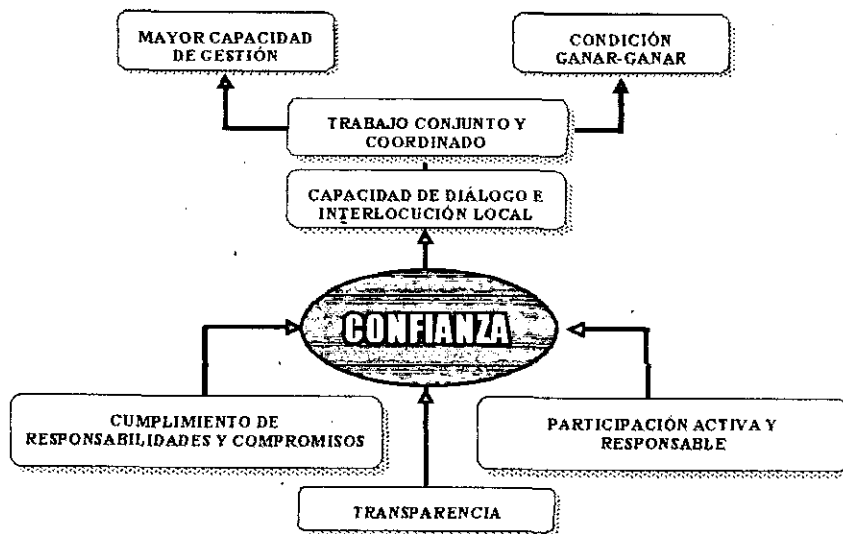 MAYOR CAPACIDAD
DE GESTIÓN
CONDICIÓN
GANAR-GANAR
TRABAJO CONJUNTO Y
COORDINADO
CAPACIDAD DE DIÁLOGO E
INTERLOCUCIÓN LOCAL
CONFIANZA
CUMPLIMIENTO DE
RESPONSABILIDADES Y COMPROMISOS
PARTICIPACIÓN ACTIVA Y
RESPONSABLE
TRANSPARENCIA